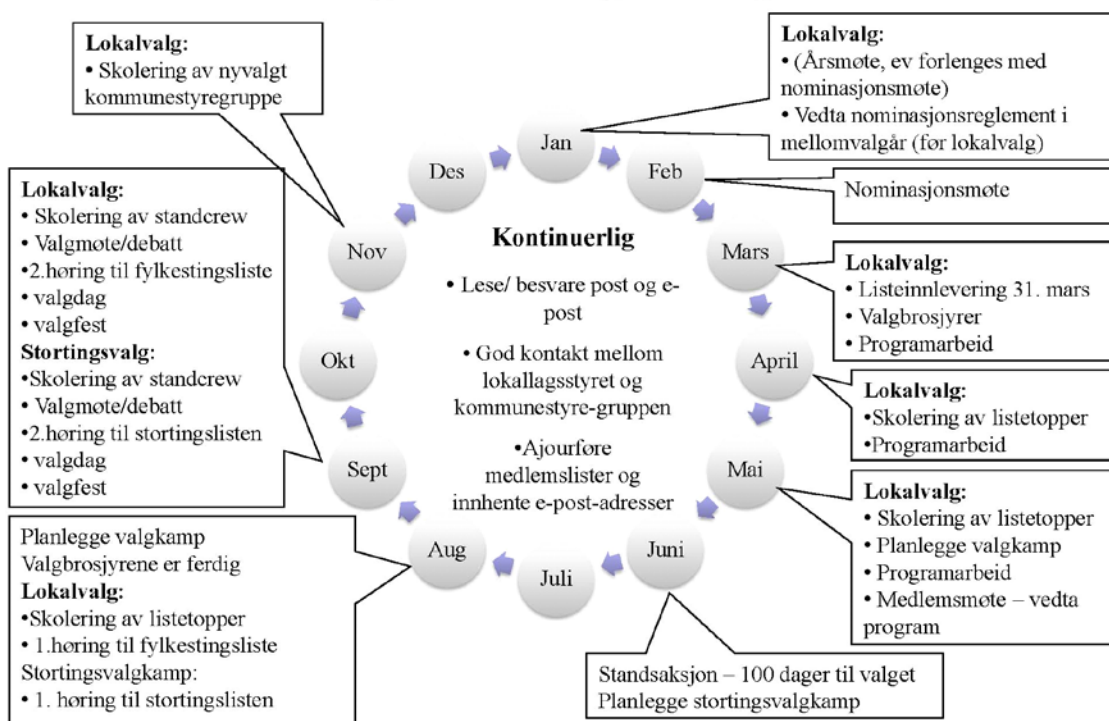 Lokalvalg:
• Skolering av nyvalgt
kommunestyregruppe
Lokalvalg:
• (Årsmøte, ev forlenges med
nominasjonsmøte)
• Vedta nominasjonsreglement i
mellomvalgår (før lokalvalg)
Jan
Des
Feb
Nominasjonsmøte
Lokalvalg:
• Skolering av standcrew
• Valgmøte/debatt
•2.høring til fylkestingsliste
• valgdag
• valgfest
Stortingsvalg:
•Skolering av standcrew
• Valgmøte/debatt
•2.høring til stortingslisten
• valgdag
• valgfest
Nov
Mars
Kontinuerlig
• Lese/ besvare post og e-
post
• God kontakt mellom
lokallagsstyret og
kommunestyre-gruppen
•Ajourføre
medlemslister og
innhente e-post-adresser
Lokalvalg:
• Listeinnlevering 31. mars
• Valgbrosjyrer
• Programarbeid
Okt
April
Lokalvalg:
•Skolering av listetopper
•Programarbeid
Sept
Mai
Lokalvalg:
• Skolering av listetopper
• Planlegge valgkamp
• Programarbeid
• Medlemsmøte – vedta
program
Planlegge valgkamp
Valgbrosjyrene er ferdig
Lokalvalg:
•Skolering av listetopper
• 1.høring til fylkestingsliste
Stortingsvalgkamp:
• 1. høring til stortingslisten
Aug
Juli
Juni
Standsaksjon – 100 dager til valget
Planlegge stortingsvalgkamp